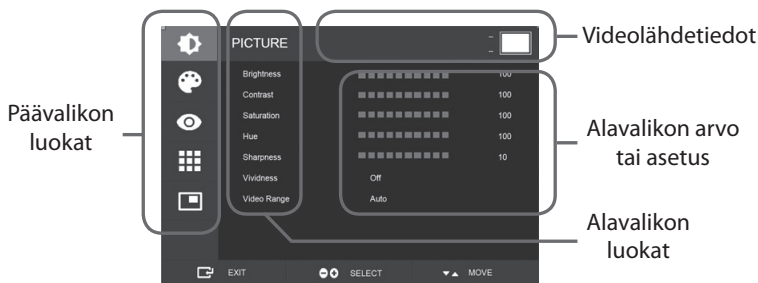 PICTURE
Videolähdetiedot
Päävalikon
luokat
Brightness 100
Contrast 100
Saturation 100
Hue 100
Sharpness 10
Vividness Off
Video Range Auto
Alavalikon arvo
tai asetus
Alavalikon
luokat
EXIT SELECT MOVE